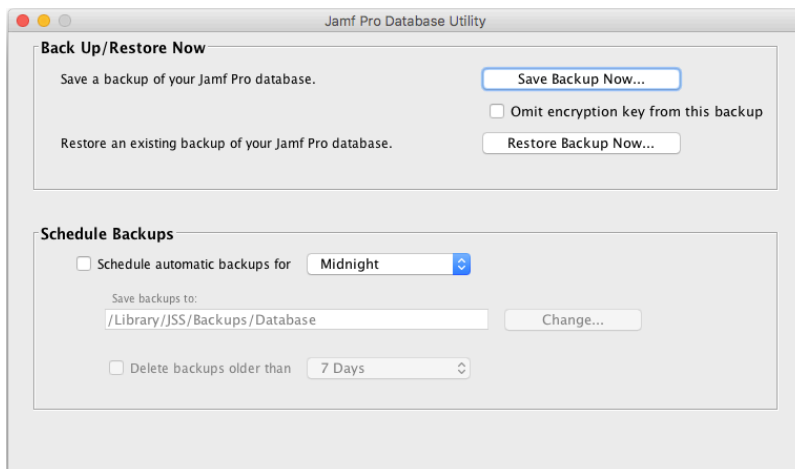 Jamf Pro Database Utility
Back Up/Restore Now
Save a backup of your Jamf Pro database.
Save Backup Now...
Omit encryption key from this backup
Restore an existing backup of your Jamf Pro database.
Restore Backup Now...
Schedule Backups
Schedule automatic backups for
Midnight
Save backups to:
/Library/JSS/Backups/Database
Change...
Delete backups older than
7 Days